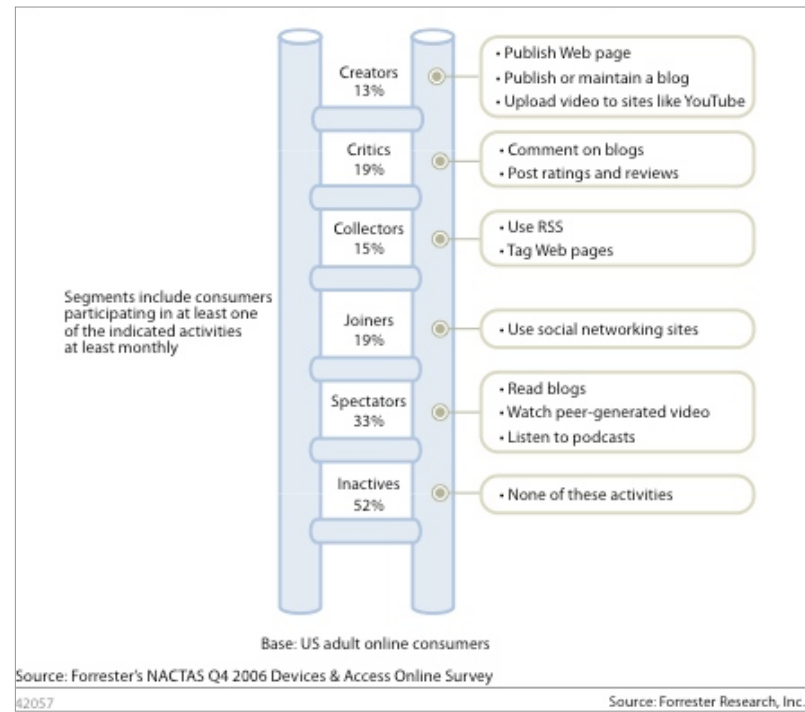 Creators
13%
• Publish Web page
• Publish or maintain a blog
• Upload video to sites like YouTube
Critics
19%
• Comment on blogs
• Post ratings and reviews
Collectors
15%
• Use RSS
• Tag Web pages
Segments include consumers
participating in at least one
of the indicated activities
at least monthly
Joiners
19%
• Use social networking sites
Spectators
33%
• Read blogs
• Watch peer-generated video
• Listen to podcasts
Inactives
52%
• None of these activities
Base: US adult online consumers
Source: Forrester's NACTAS Q4 2006 Devices & Access Online Survey
42057
Source: Forrester Research, Inc.